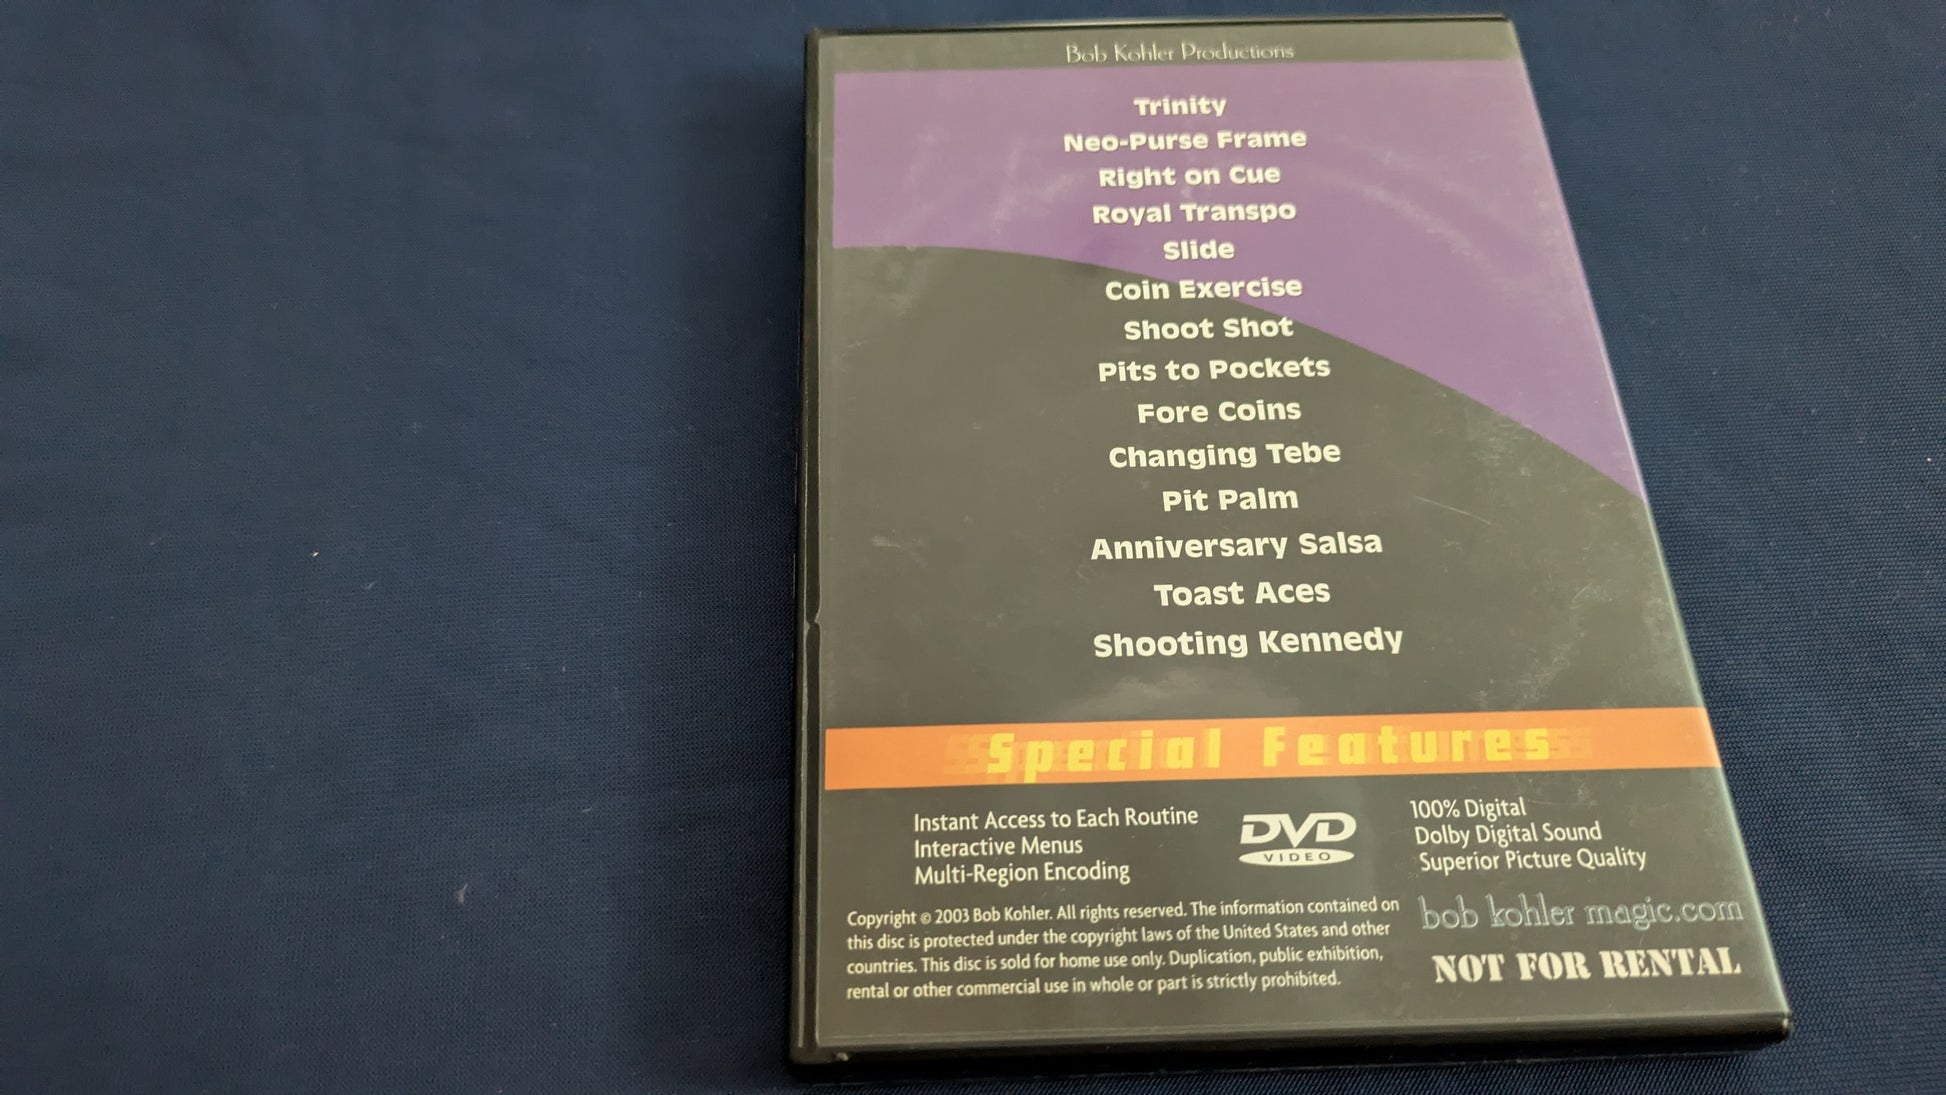 Bob Kohler Productions
Trinity
Neo-Purse Frame
Right on Cue
Royal Transpo
Slide
Coin Exercise
Shoot Shot
Pits to Pockets
Fore Coins
Changing Tebe
Pit Palm
Anniversary Salsa
Toast Aces
Shooting Kennedy
Special Features
Instant Access to Each Routine
Interactive Menus
Multi-Region Encoding
DVD
VIDEO
100% Digital
Dolby Digital Sound
Superior Picture Quality
Copyright © 2003 Bob Kohler. All rights reserved. The information contained on
this disc is protected under the copyright laws of the United States and other
countries. This disc is sold for home use only. Duplication, public exhibition,
rental or other commercial use in whole or part is strictly prohibited.
bob kohler magic.com
NOT FOR RENTAL